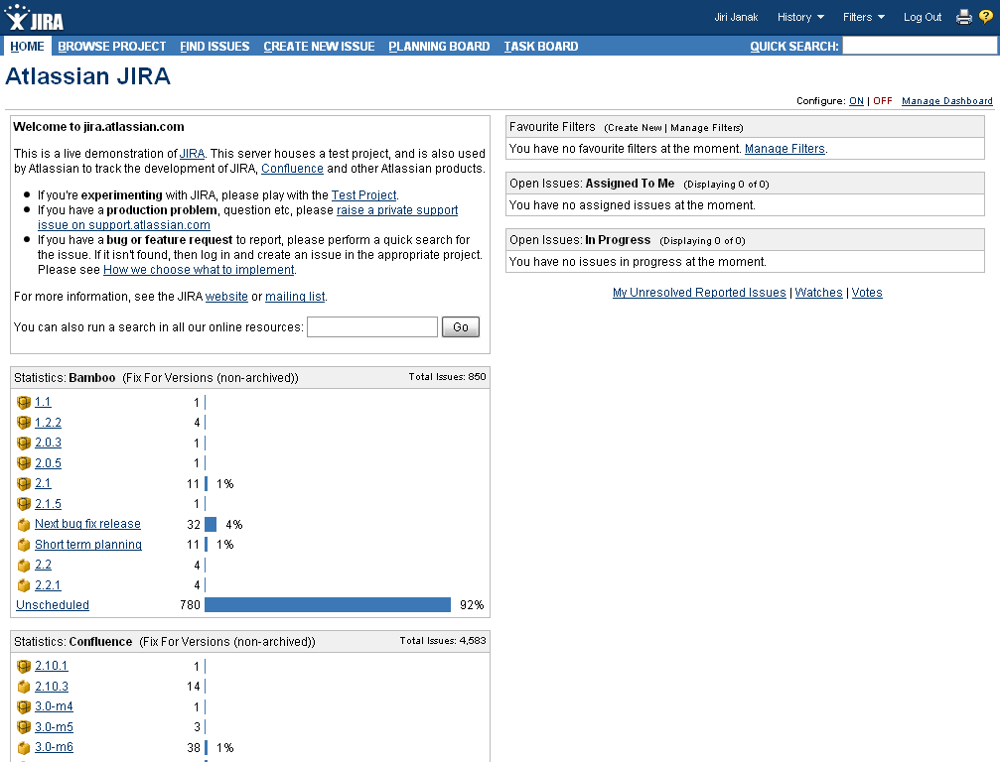 JIRA
Jiri Janak History Filters Log Out ?
HOME BROWSE PROJECT FIND ISSUES CREATE NEW ISSUE PLANNING BOARD TASK BOARD QUICK SEARCH:
Atlassian JIRA
Configure: ON | OFF Manage Dashboard
Welcome to jira.atlassian.com
This is a live demonstration of JIRA. This server houses a test project, and is also used
by Atlassian to track the development of JIRA, Confluence and other Atlassian products.
• If you're experimenting with JIRA, please play with the Test Project.
• If you have a production problem, question etc, please raise a private support
issue on support.atlassian.com
• If you have a bug or feature request to report, please perform a quick search for
the issue. If it isn't found, then log in and create an issue in the appropriate project.
Please see How we choose what to implement.
For more information, see the JIRA website or mailing list.
You can also run a search in all our online resources: Go
Statistics: Bamboo (Fix For Versions (non-archived)) Total Issues: 850
1.1 1
1.2.2 4
2.0.3 1
2.0.5 1
2.1 11 1%
2.1.5 1
Next bug fix release 32 4%
Short term planning 11 1%
2.2 4
2.2.1 4
Unscheduled 780 92%
Statistics: Confluence (Fix For Versions (non-archived)) Total Issues: 4,583
2.10.1 1
2.10.3 14
3.0-m4 1
3.0-m5 3
3.0-m6 38 1%
Favourite Filters (Create New | Manage Filters)
You have no favourite filters at the moment. Manage Filters.
Open Issues: Assigned To Me (Displaying 0 of 0)
You have no assigned issues at the moment.
Open Issues: In Progress (Displaying 0 of 0)
You have no issues in progress at the moment.
My Unresolved Reported Issues | Watches | Votes